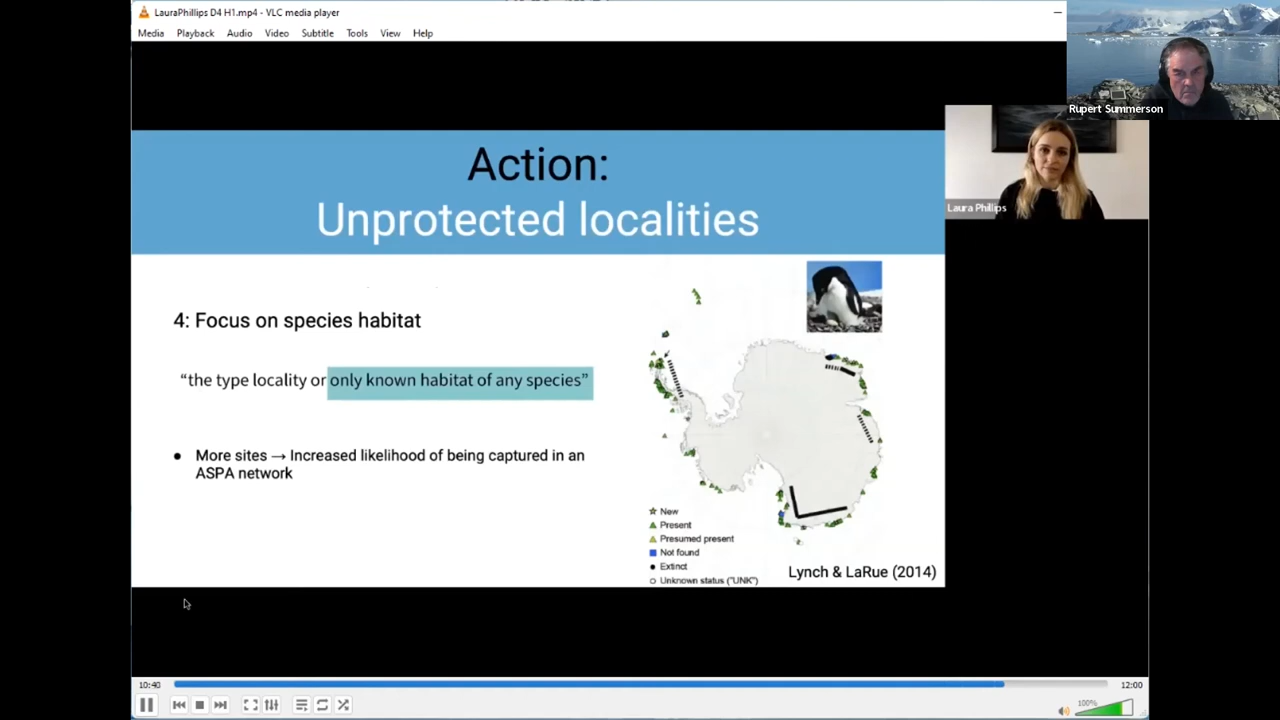 LauraPhillips D4 H1.mp4 - VLC media player
Media Playback Audio Video Subtitle Tools View Help
Rupert Summerson
Laura Phillips
Action:
Unprotected localities
4: Focus on species habitat
“the type locality or only known habitat of any species”
● More sites → Increased likelihood of being captured in an
ASPA network
New
Present
Presumed present
Not found
Extinct
Unknown status ("UNK")
Lynch & LaRue (2014)
10:40
12:00
100%